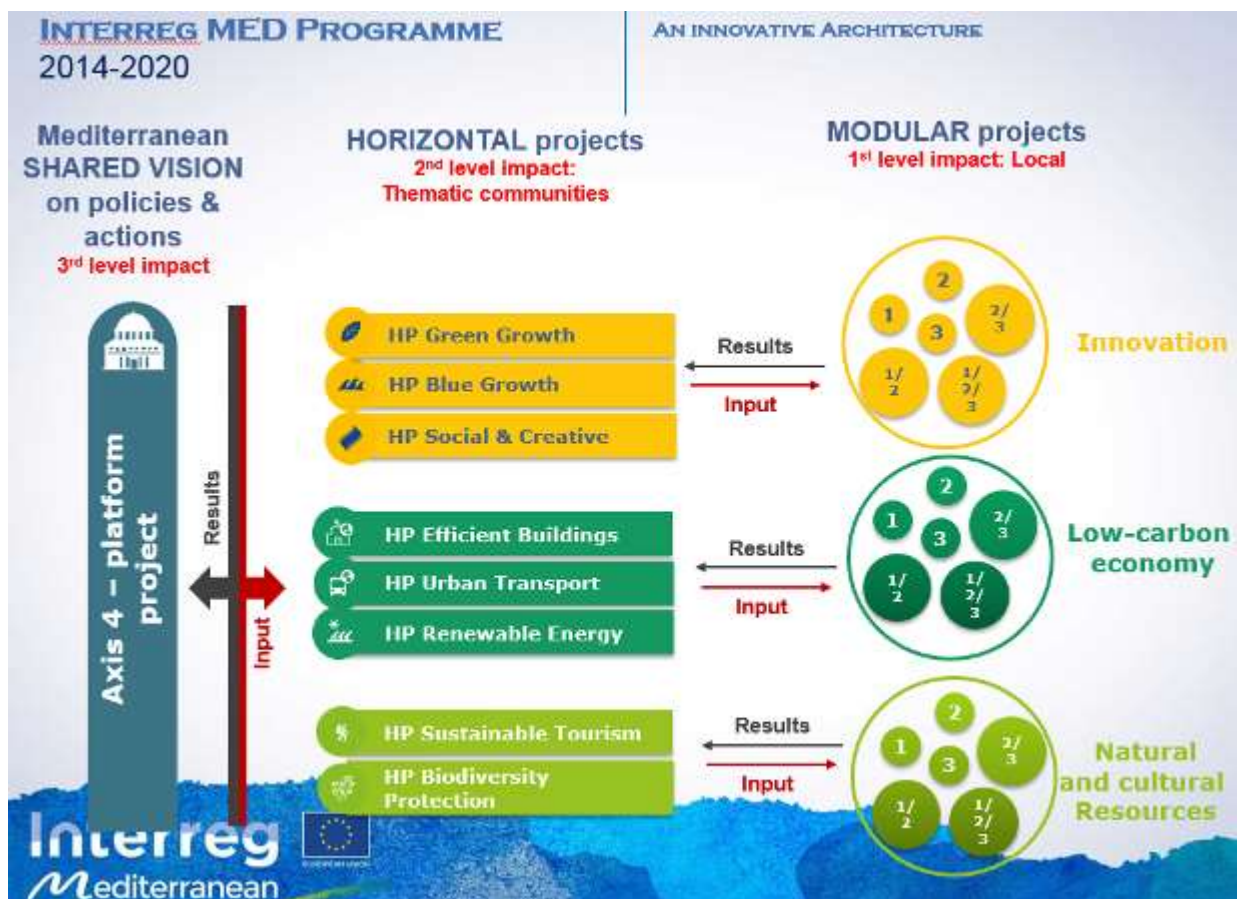 INTERREG MED PROGRAMME
2014-2020
AN INNOVATIVE ARCHITECTURE
Mediterranean
SHARED VISION
on policies &
actions
3rd level impact
HORIZONTAL projects
2nd level impact:
Thematic communities
MODULAR projects
1st level impact: Local
Axis 4 – platform
project
Results
Input
HP Green Growth
HP Blue Growth
HP Social & Creative
Results
Input
2
1
3
2/
3
1/
2
1/
2/
3
Innovation
HP Efficient Buildings
HP Urban Transport
HP Renewable Energy
Results
Input
2
1
3
2/
3
1/
2
1/
2/
3
Low-carbon
economy
HP Sustainable Tourism
HP Biodiversity
Protection
Results
Input
2
1
3
2/
3
1/
2
1/
2/
3
Natural
and cultural
Resources
Interreg
Mediterranean
EUROPEAN UNION